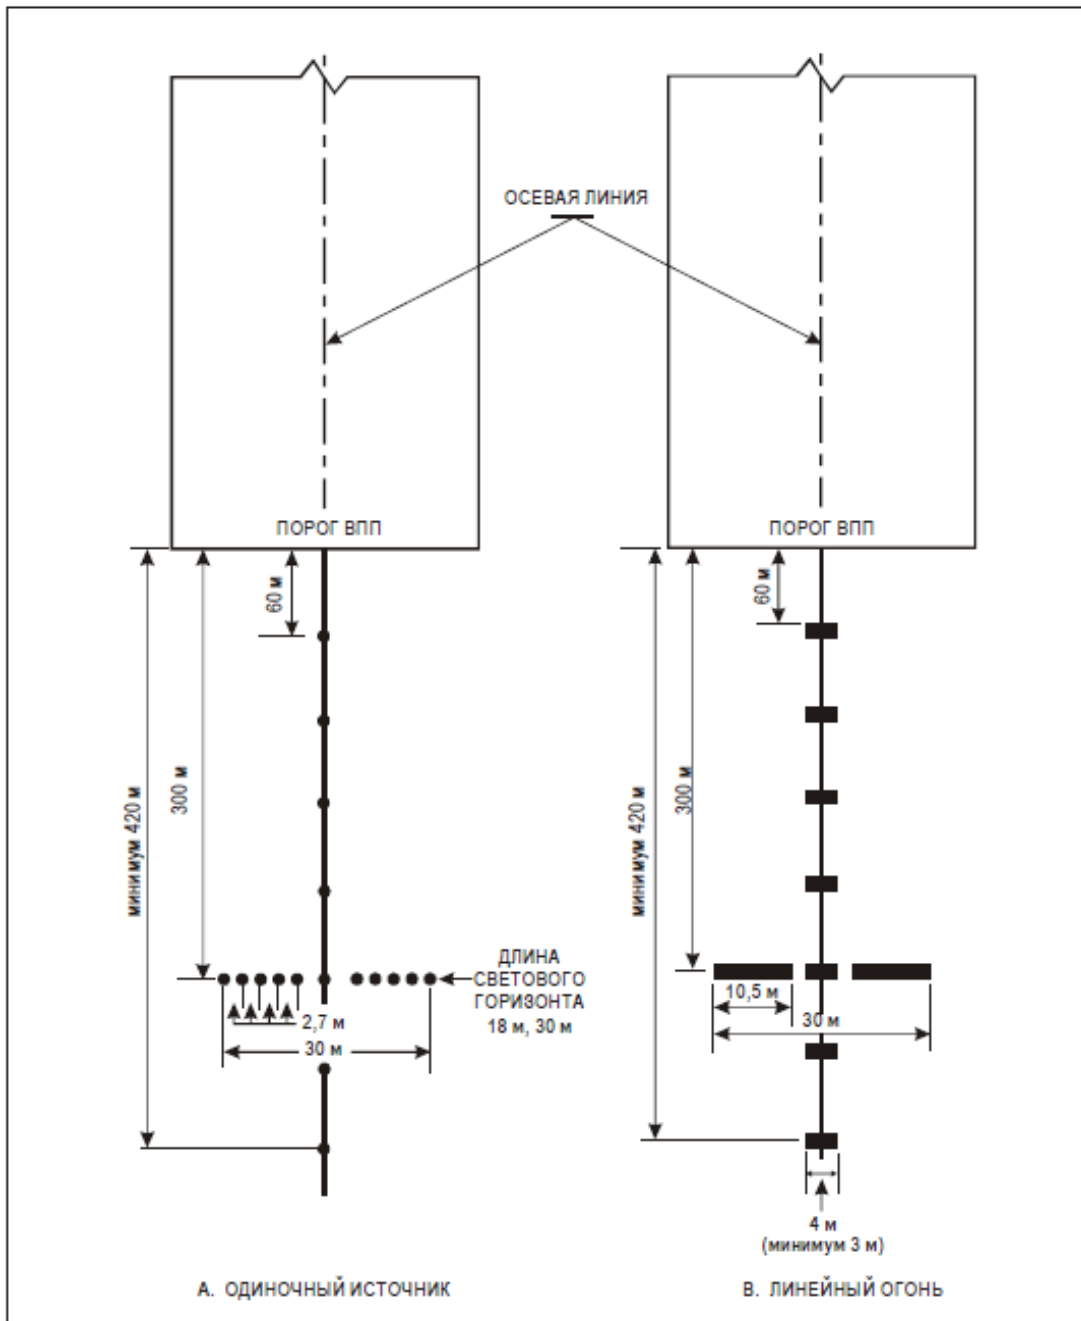 ОСЕВАЯ ЛИНИЯ
ПОРОГ ВПП
ПОРОГ ВПП
60 м
60 м
300 м
минимум 420 м
300 м
минимум 420 м
ДЛИНА
СВЕТОВОГО
ГОРИЗОНТА
18 м, 30 м
2,7 м
30 м
10,5 м
30 м
4 м
(минимум 3 м)
А. ОДИНОЧНЫЙ ИСТОЧНИК
В. ЛИНЕЙНЫЙ ОГОНЬ